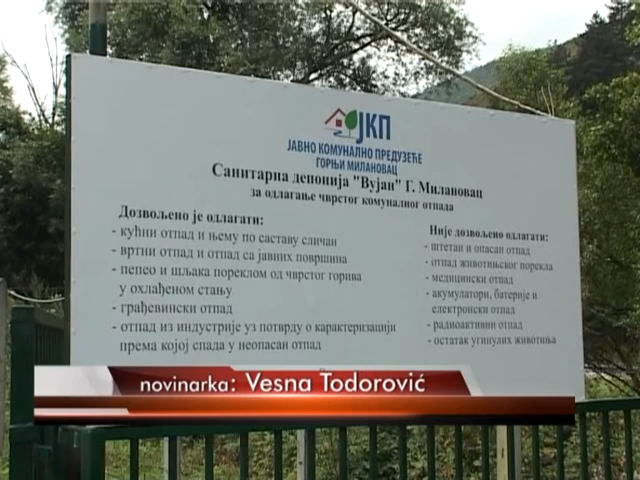 ЈКП
ЈАВНО КОМУНАЛНО ПРЕДУЗЕЋЕ
ГОРЊИ МИЛАНОВАЦ
Санитарна депонија "Вујан" Г. Милановац
за одлагање чврстог комуналног отпада
Дозвољено је одлагати:
- кућни отпад и њему по саставу сличан
- вртни отпад и отпад са јавних површина
- пепео и шљака пореклом од чврстог горива
у охлађеном стању
- грађевински отпад
- отпад из индустрије уз потврду о карактеризацији
према којој спада у неопасан отпад
Није дозвољено одлагати:
- штетан и опасан отпад
- отпад животињског порекла
- медицински отпад
- акумулатори, батерије и
електронски отпад
- радиоактивни отпад
- остатак угинулих животиња
novinarka: Vesna Todorović